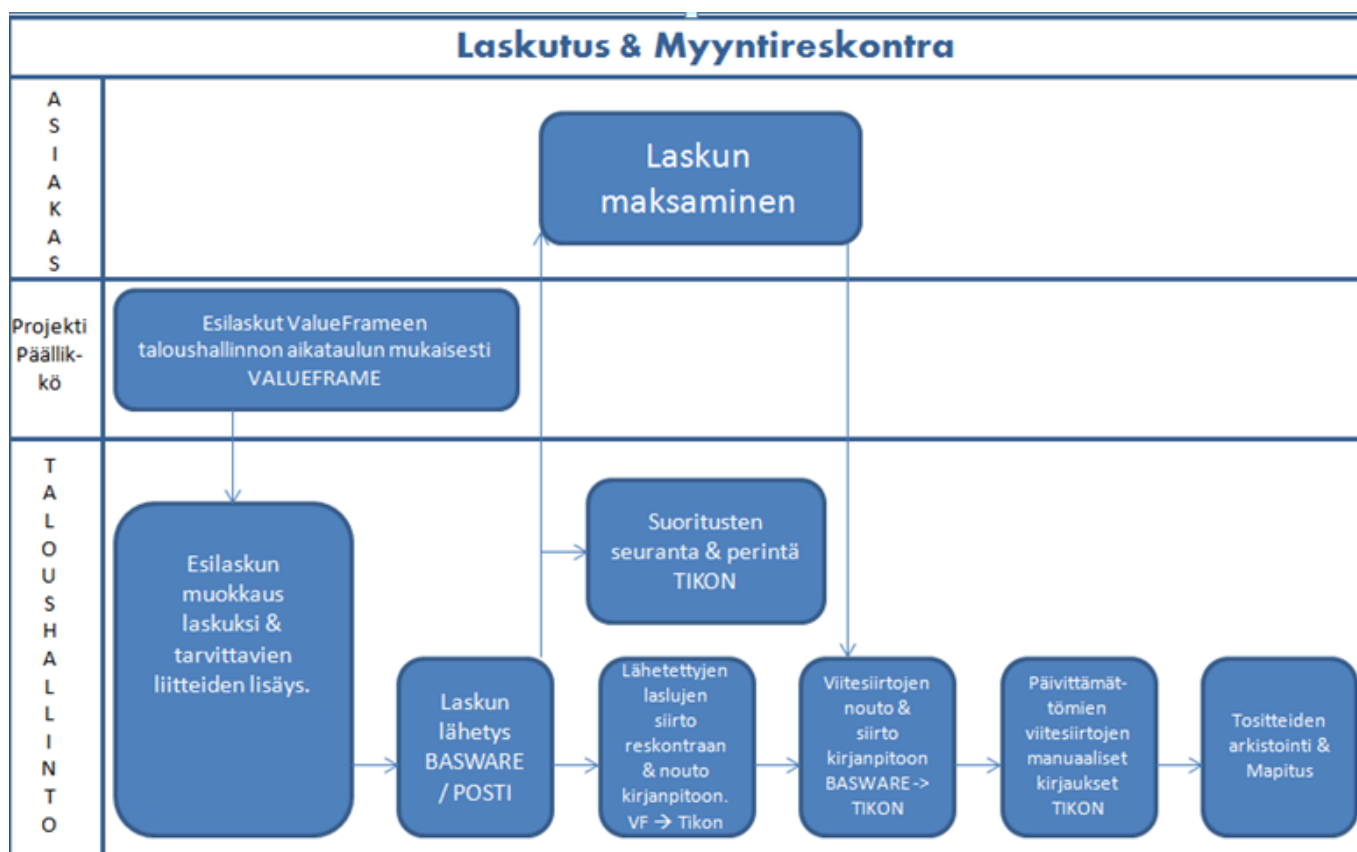 Laskutus & Myyntireskontra
A
S
I
A
K
A
A
S
Laskun
maksaminen
Projekti
Päällik-
kö
Esilaskut ValueFrameen
taloushallinnon aikataulun mukaisesti
VALUEFRAME
T
A
L
O
U
S
H
A
L
L
I
N
T
O
Esilaskun
muokkaus
laskuksi &
tarvittavien
liitteiden lisäys.
Laskun
lähetys
BASWARE
/ POSTI
Suoritusten
seuranta & perintä
TIKON
Lähetettyjen
laslujen
siirto
reskontraan
& nouto
kirjanpitoon.
VF → Tikon
Viitesiirtojen
nouto &
siirto
kirjanpitoon
BASWARE ->
TIKON
Päivittämät-
tömien
viitesiirtojen
manuaaliset
kirjaukset
TIKON
Tositteiden
arkistointi &
Mapitus